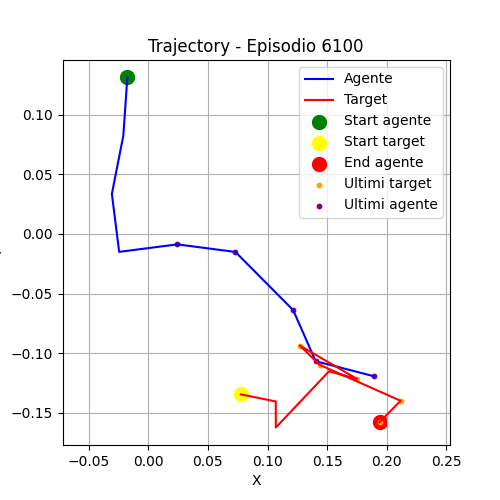 Trajectory - Episodio 6100
Agente
Target
Start agente
Start target
End agente
Ultimi target
Ultimi agente
0.10
0.05
0.00
−0.05
−0.10
−0.15
−0.05 0.00 0.05 0.10 0.15 0.20 0.25
X